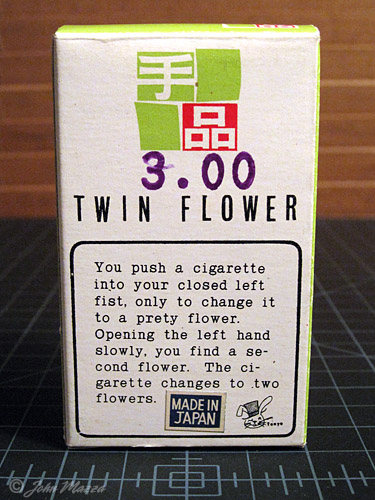 手
品
3.00
TWIN FLOWER
You push a cigarette
into your closed left
fist, only to change it
to a prety flower.
Opening the left hand
slowly, you find a se-
cond flower. The ci-
garette changes to two
flowers.
MADE IN
JAPAN
Tenyo
© John Mazza